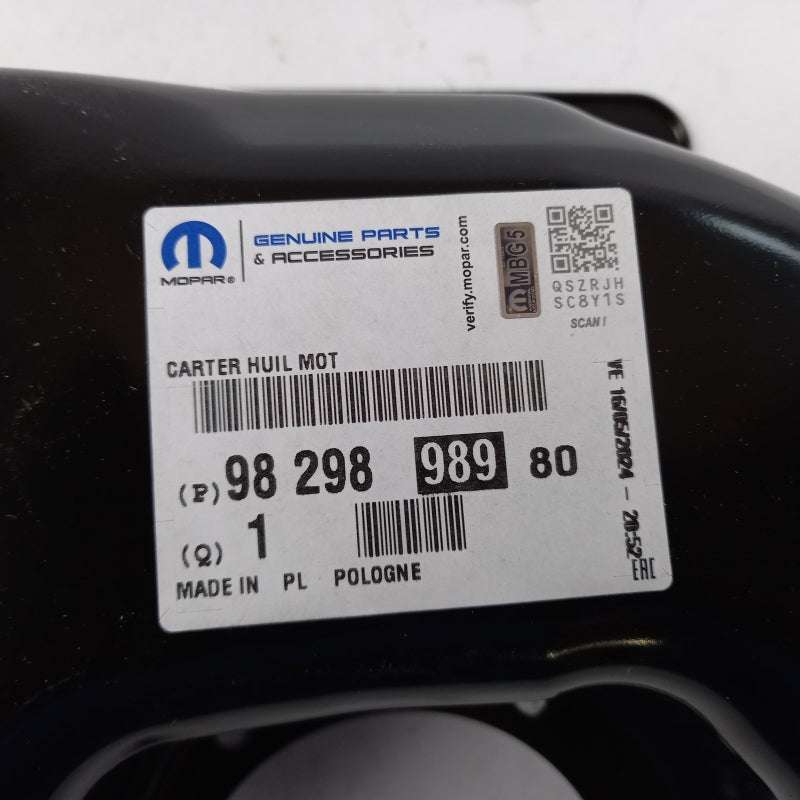 MOPAR®
GENUINE PARTS
& ACCESSORIES
verify.mopar.com
MBG5
QSZRJH
SC8Y1S
SCAN!
CARTER HUIL MOT
(P) 98 298 989 80
(Q) 1
MADE IN PL POLOGNE
VE 16/05/2024 - 20:52
EAC